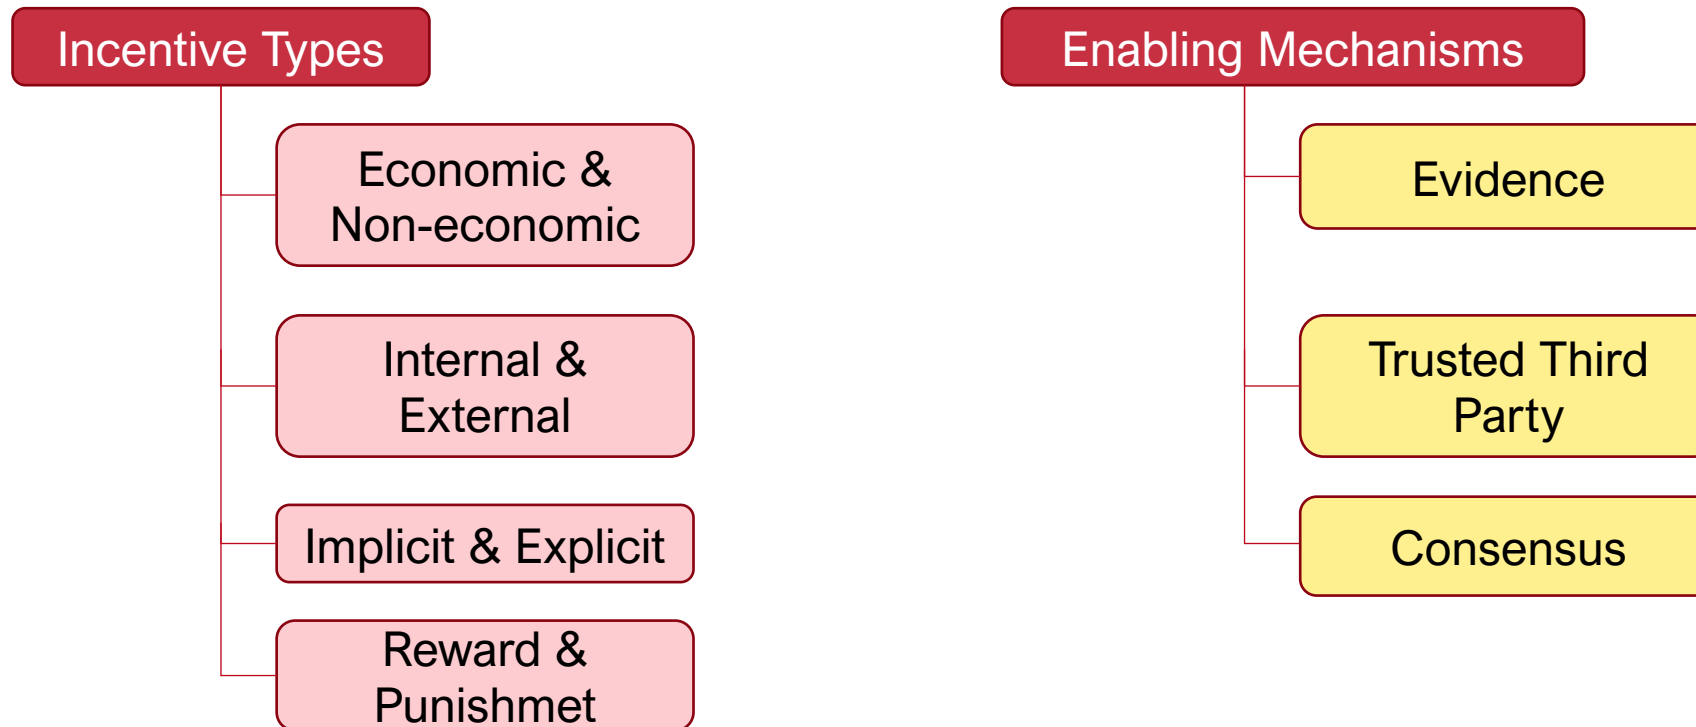 Incentive Types
Economic &
Non-economic
Internal &
External
Implicit & Explicit
Reward &
Punishmet
Enabling Mechanisms
Evidence
Trusted Third
Party
Consensus